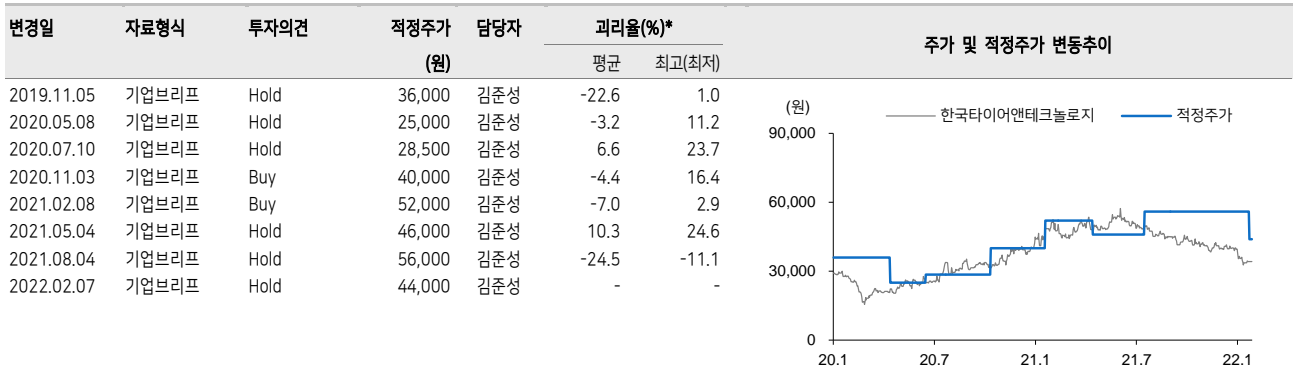 변경일 자료형식 투자의견 적정주가 담당자 괴리율(%)* 주가 및 적정주가 변동추이
(원) 평균 최고(최저)
2019.11.05 기업브리프 Hold 36,000 김준성 -22.6 1.0
2020.05.08 기업브리프 Hold 25,000 김준성 -3.2 11.2
2020.07.10 기업브리프 Hold 28,500 김준성 6.6 23.7
2020.11.03 기업브리프 Buy 40,000 김준성 -4.4 16.4
2021.02.08 기업브리프 Buy 52,000 김준성 -7.0 2.9
2021.05.04 기업브리프 Hold 46,000 김준성 10.3 24.6
2021.08.04 기업브리프 Hold 56,000 김준성 -24.5 -11.1
2022.02.07 기업브리프 Hold 44,000 김준성 - -
(원) 한국타이어앤테크놀로지 적정주가
90,000
60,000
30,000
0
20.1 20.7 21.1 21.7 22.1